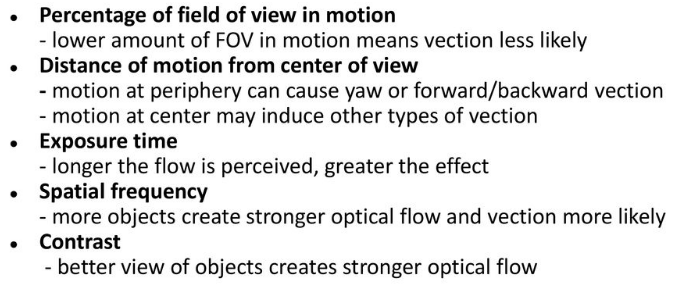 • Percentage of field of view in motion
- lower amount of FOV in motion means vection less likely
• Distance of motion from center of view
- motion at periphery can cause yaw or forward/backward vection
- motion at center may induce other types of vection
• Exposure time
- longer the flow is perceived, greater the effect
• Spatial frequency
- more objects create stronger optical flow and vection more likely
• Contrast
- better view of objects creates stronger optical flow